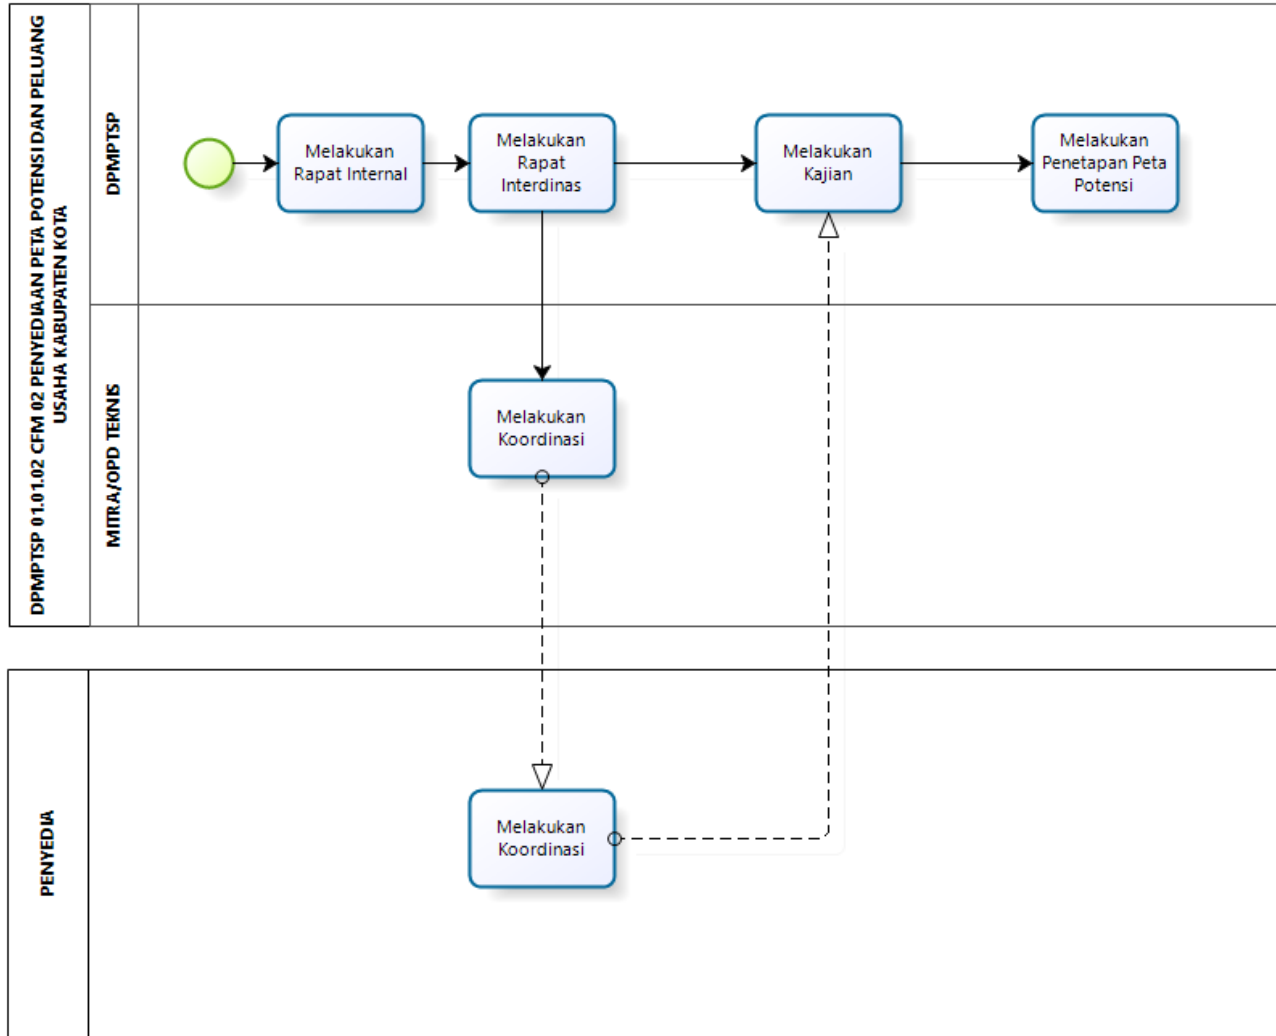 DPMPTSP 01.01.02 CFM 02 PENYEDIAAN PETA POTENSI DAN PELUANG
USAHA KABUPATEN KOTA
DPMPTSP
Melakukan
Rapat Internal
Melakukan
Rapat
Interdinas
Melakukan
Kajian
Melakukan
Penetapan Peta
Potensi
MITRA/OPD TEKNIS
Melakukan
Koordinasi
PENYEDIA
Melakukan
Koordinasi